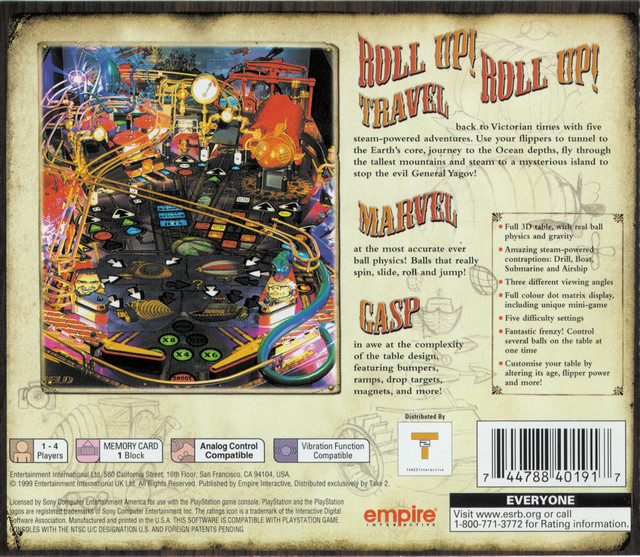 ROLL UP! ROLL UP!
TRAVEL
back to Victorian times with five
steam-powered adventures. Use your flippers to tunnel to
the Earth's core, journey to the Ocean depths, fly through
the tallest mountains and steam to a mysterious island to
stop the evil General Yagov!
MARVEL
at the most accurate ever
ball physics! Balls that really
spin, slide, roll and jump!
GASP
in awe at the complexity
of the table design,
featuring bumpers,
ramps, drop targets,
magnets, and more!
• Full 3D table, with real ball
physics and gravity
• Amazing steam-powered
contraptions: Drill, Boat,
Submarine and Airship
• Three different viewing angles
• Full colour dot matrix display,
including unique mini-game
• Five difficulty settings
• Fantastic frenzy! Control
several balls on the table at
one time
• Customise your table by
altering its age, flipper power
and more!
X8
X4
X6
1 - 4
Players
MEMORY CARD
1 Block
Analog Control
Compatible
Vibration Function
Compatible
Distributed By
T
TAKE2Interactive
7 44788 40191 7
Entertainment International Ltd, 580 California Street, 16th Floor, San Francisco, CA 94104, USA.
© 1999 Entertainment International UK Ltd. All Rights Reserved. Published by Empire Interactive. Distributed exclusively by Take 2.
Licensed by Sony Computer Entertainment America for use with the PlayStation game console. PlayStation and the PlayStation
logos are registered trademarks of Sony Computer Entertainment Inc. The ratings icon is a trademark of the Interactive Digital
Software Association. Manufactured and printed in the U.S.A. THIS SOFTWARE IS COMPATIBLE WITH PLAYSTATION GAME
CONSOLES WITH THE NTSC U/C DESIGNATION. U.S. AND FOREIGN PATENTS PENDING
empire
INTERACTIVE
EVERYONE
Visit www.esrb.org or call
1-800-771-3772 for Rating information.